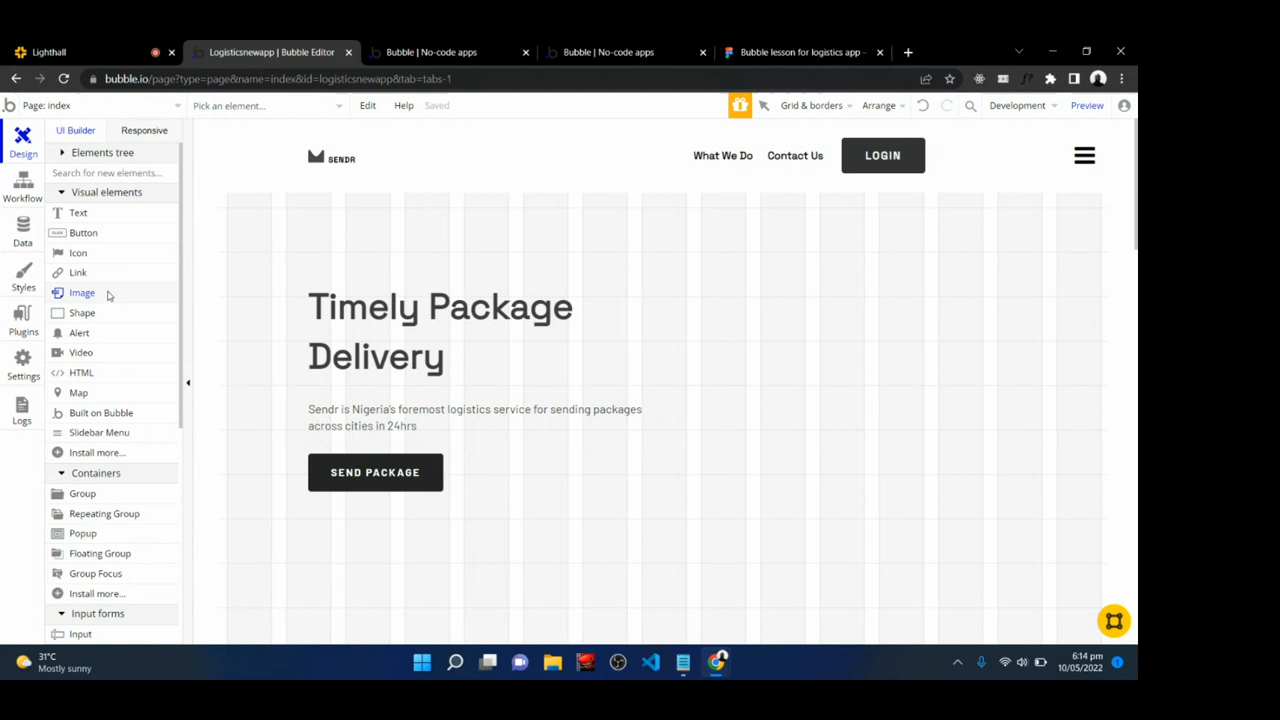 Lighthall
Logisticsnewapp | Bubble Editor
Bubble | No-code apps
Bubble | No-code apps
Bubble lesson for logistics app –
bubble.io/page?type=page&name=index&id=logisticsnewapp&tab=tabs-1
Page: index
Pick an element...
Edit
Help
Saved
Grid & borders
Arrange
Development
Preview
Design
Workflow
Data
Styles
Plugins
Settings
Logs
UI Builder
Responsive
Elements tree
Search for new elements...
Visual elements
Text
Button
Icon
Link
Image
Shape
Alert
Video
HTML
Map
Built on Bubble
Slidebar Menu
Install more...
Containers
Group
Repeating Group
Popup
Floating Group
Group Focus
Install more...
Input forms
Input
SENDR
What We Do
Contact Us
LOGIN
Timely Package
Delivery
Sendr is Nigeria's foremost logistics service for sending packages
across cities in 24hrs
SEND PACKAGE
31°C
Mostly sunny
6:14 pm
10/05/2022
1